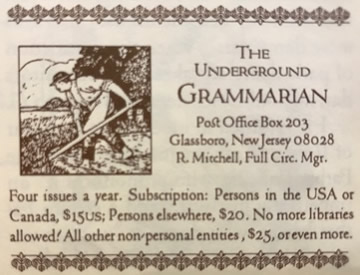 The
Underground
Grammarian
Post Office Box 203
Glassboro, New Jersey 08028
R. Mitchell, Full Circ. Mgr.
Four issues a year. Subscription: Persons in the USA or
Canada, $15US; Persons elsewhere, $20. No more libraries
allowed! All other non-personal entities, $25, or even more.